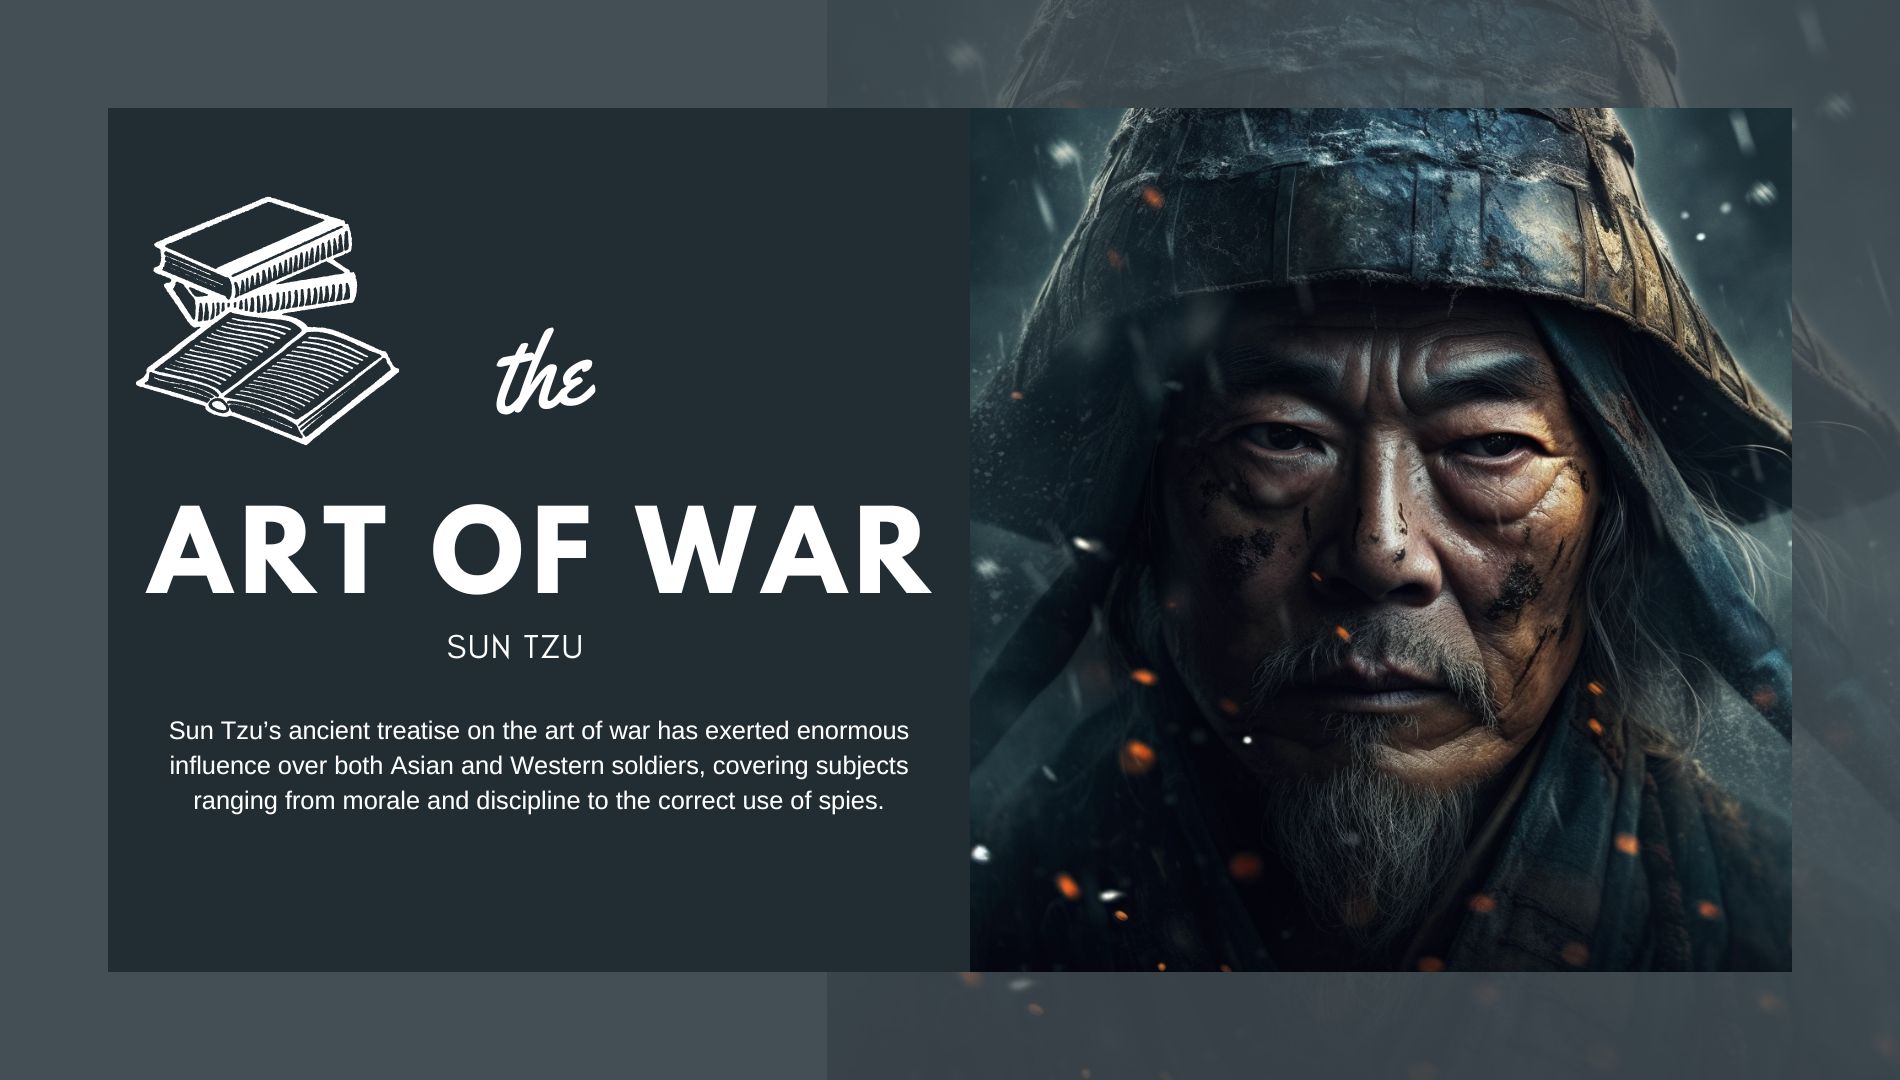 the
ART OF WAR
SUN TZU
Sun Tzu’s ancient treatise on the art of war has exerted enormous
influence over both Asian and Western soldiers, covering subjects
ranging from morale and discipline to the correct use of spies.